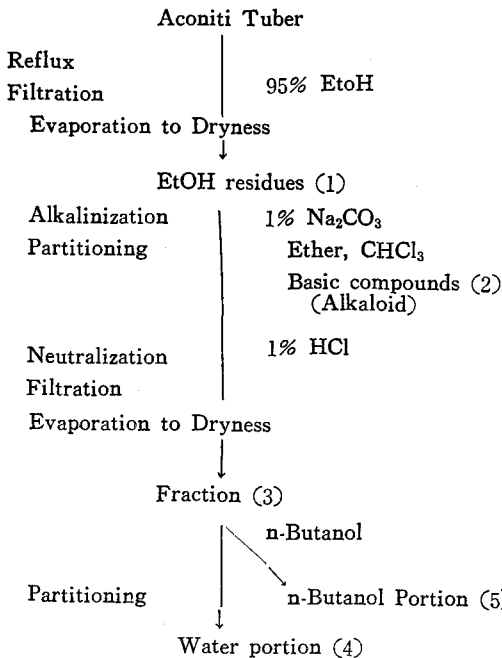 Aconiti Tuber
Reflux
95% EtoH
Filtration
Evaporation to Dryness
EtOH residues (1)
Alkalinization 1% Na₂CO₃
Partitioning Ether, CHCl₃
Basic compounds (2)
(Alkaloid)
Neutralization 1% HCl
Filtration
Evaporation to Dryness
Fraction (3)
n-Butanol
Partitioning n-Butanol Portion (5)
Water portion (4)